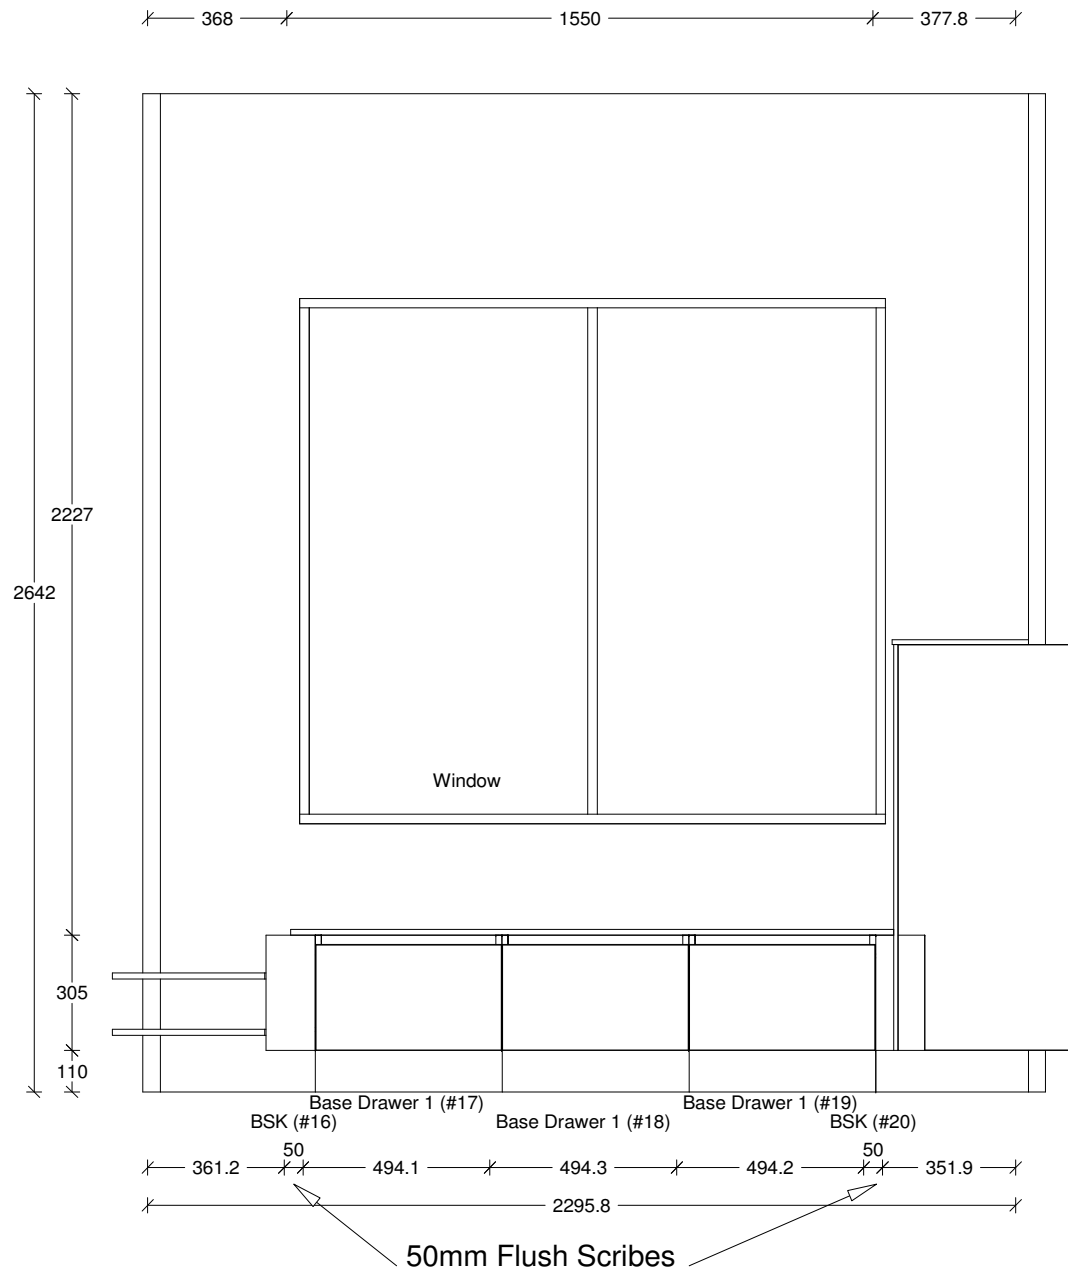 368 1550 377.8
2227
2642
Window
305
110
Base Drawer 1 (#17) Base Drawer 1 (#19)
BSK (#16) Base Drawer 1 (#18) BSK (#20)
50 50
361.2 494.1 494.3 494.2 351.9
2295.8
50mm Flush Scribes